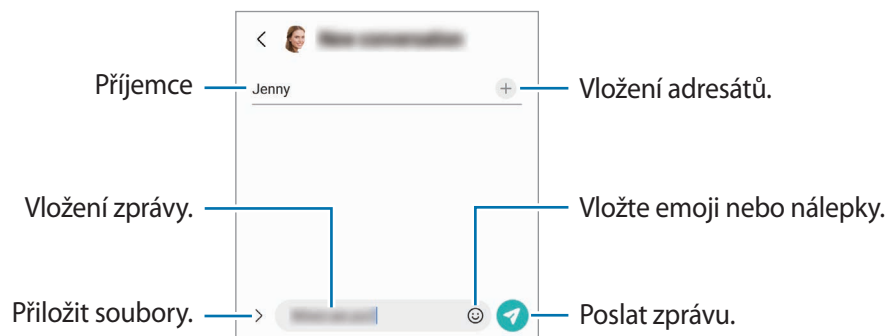 Příjemce
Jenny
Vložení adresátů.
Vložení zprávy.
Vložte emoji nebo nálepky.
Přiložit soubory.
Poslat zprávu.